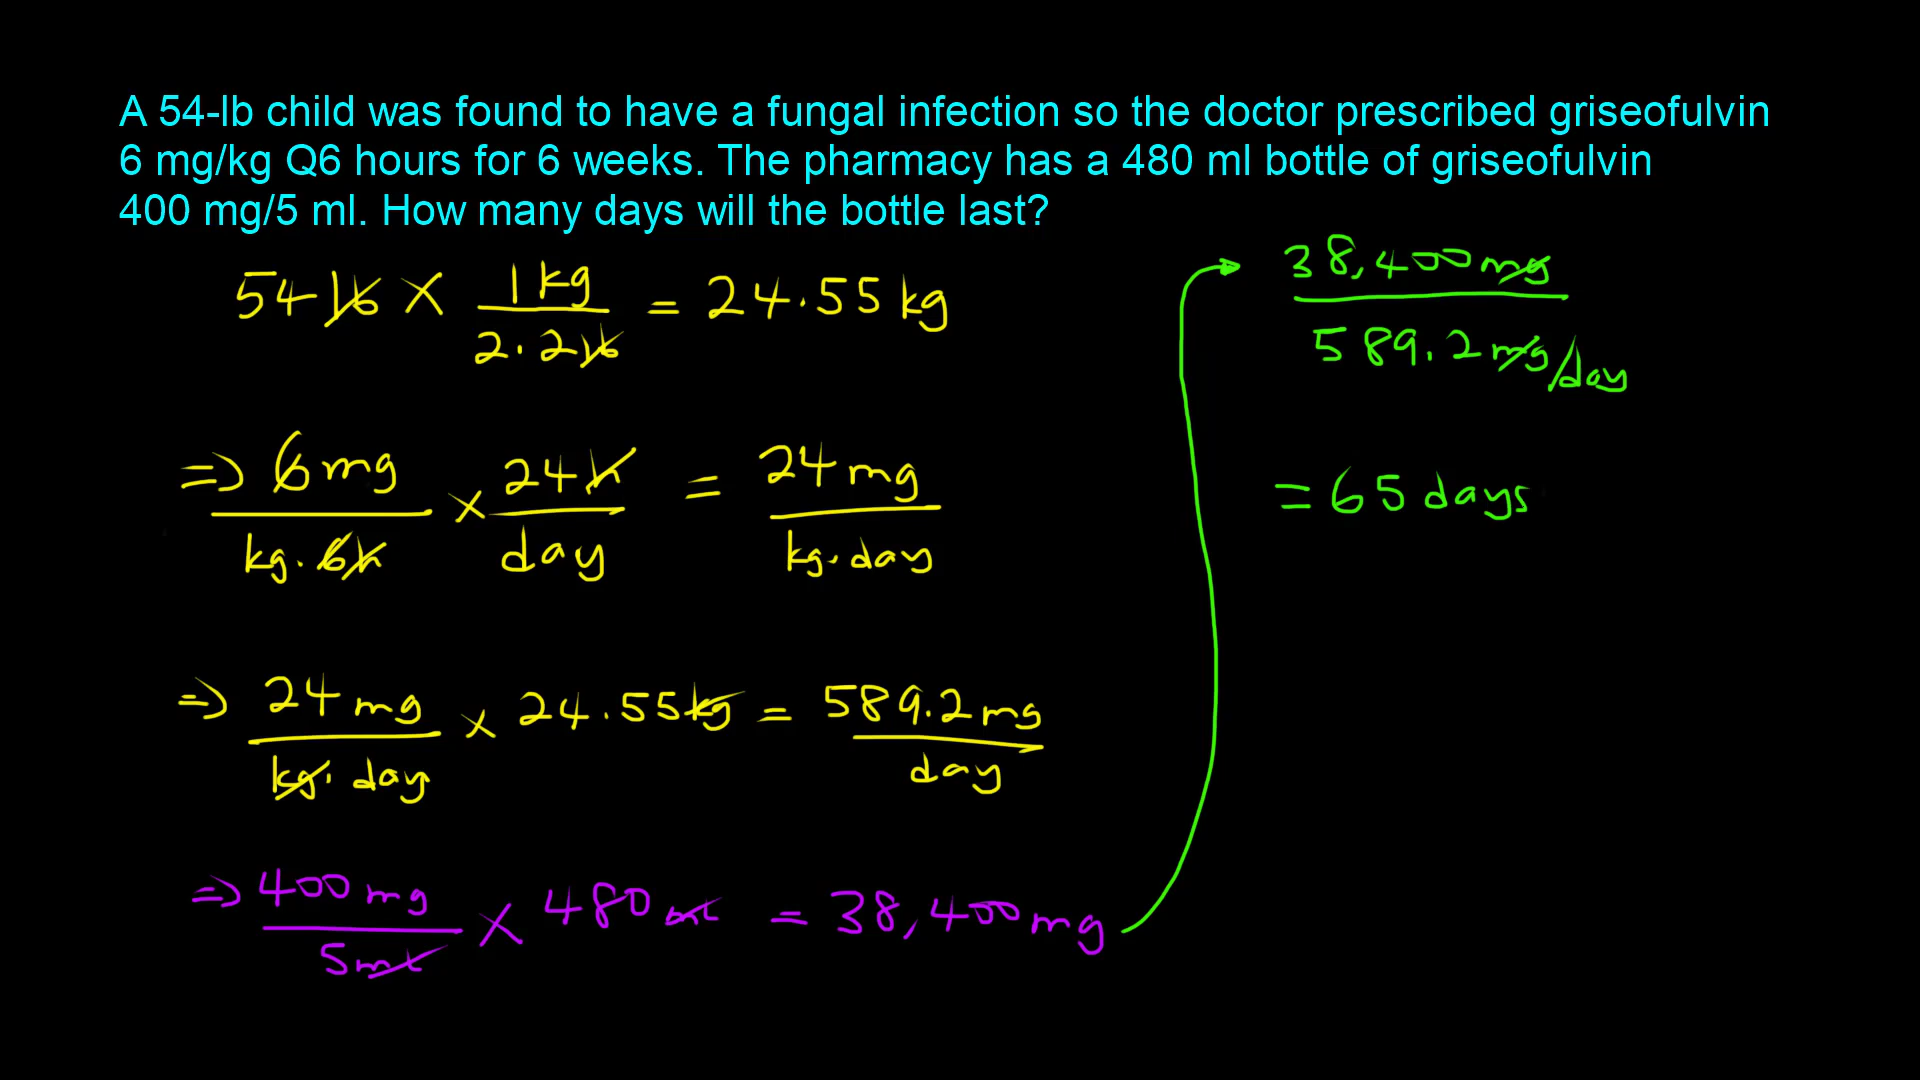 A 54-lb child was found to have a fungal infection so the doctor prescribed griseofulvin
6 mg/kg Q6 hours for 6 weeks. The pharmacy has a 480 ml bottle of griseofulvin
400 mg/5 ml. How many days will the bottle last?
54 lb × 1 kg / 2.2 lb = 24.55 kg
⇒ 6 mg / kg · 6h × 24 h / day = 24 mg / kg · day
⇒ 24 mg / kg · day × 24.55 kg = 589.2 mg / day
⇒ 400 mg / 5 ml × 480 ml = 38,400 mg
38,400 mg / 589.2 mg/day
= 65 days